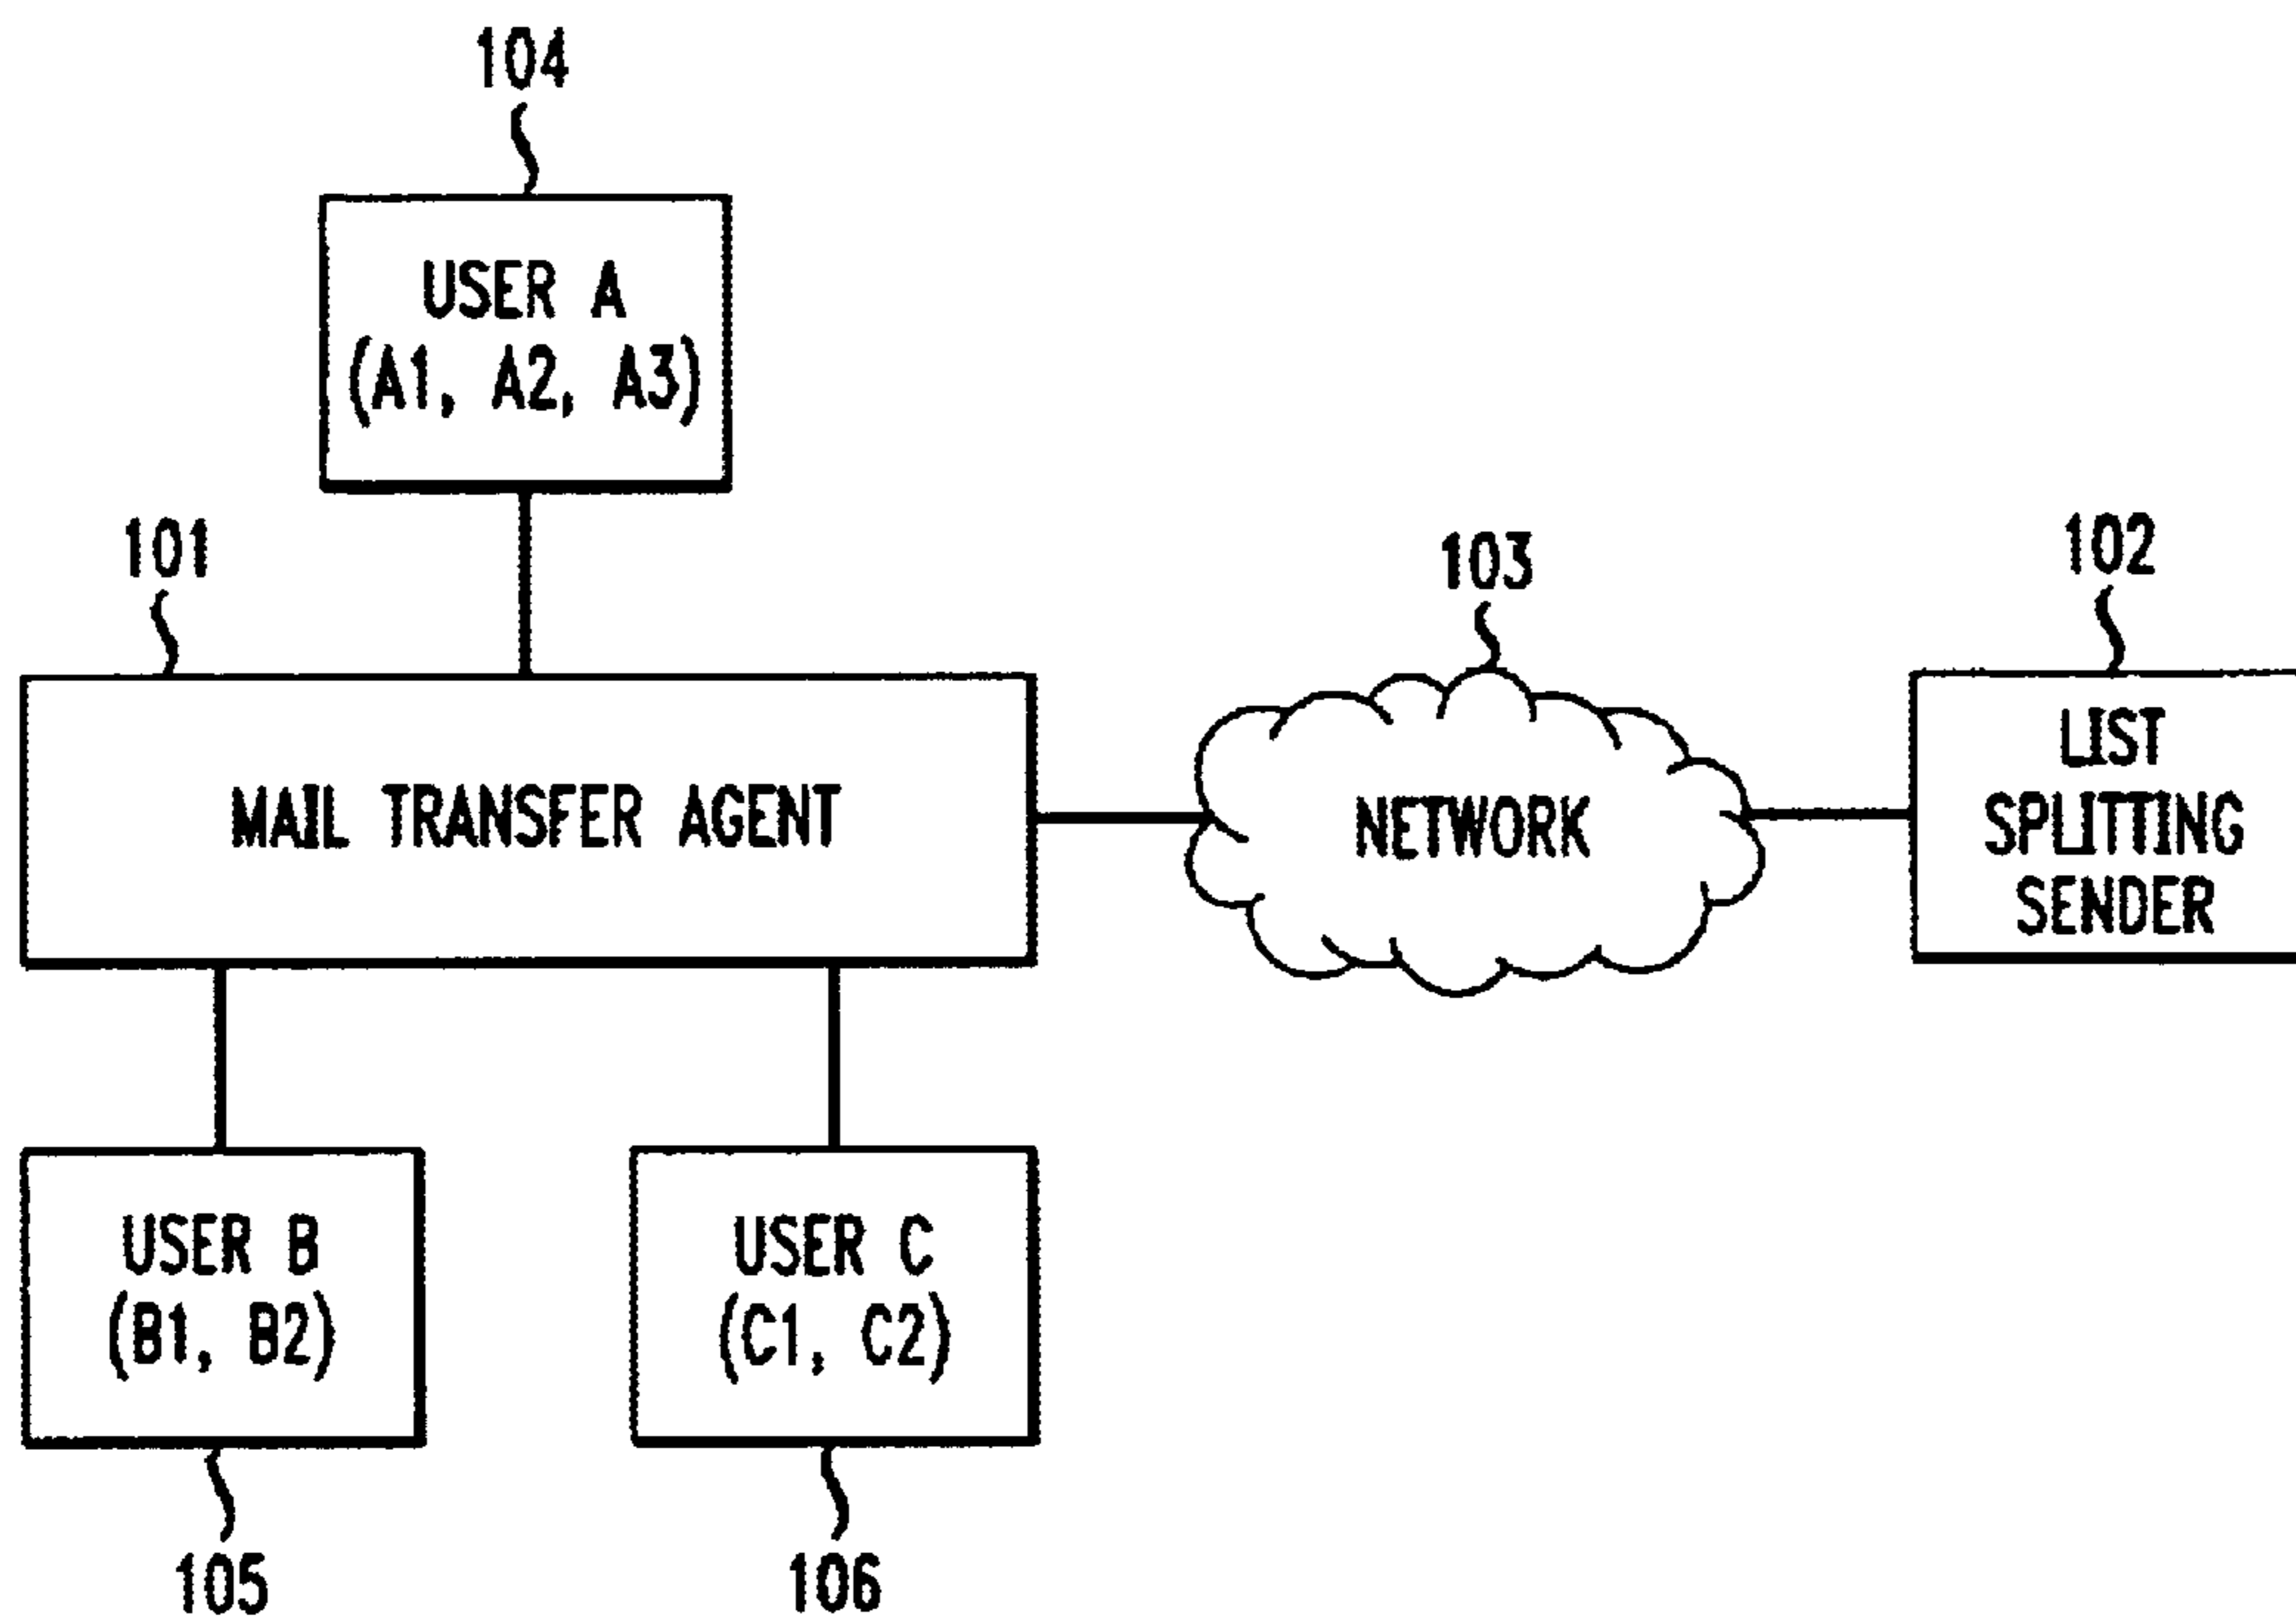 104
USER A
(A1, A2, A3)
101
103
102
MAIL TRANSFER AGENT
NETWORK
LIST
SPLITTING
SENDER
USER B
(B1, B2)
USER C
(C1, C2)
105
106